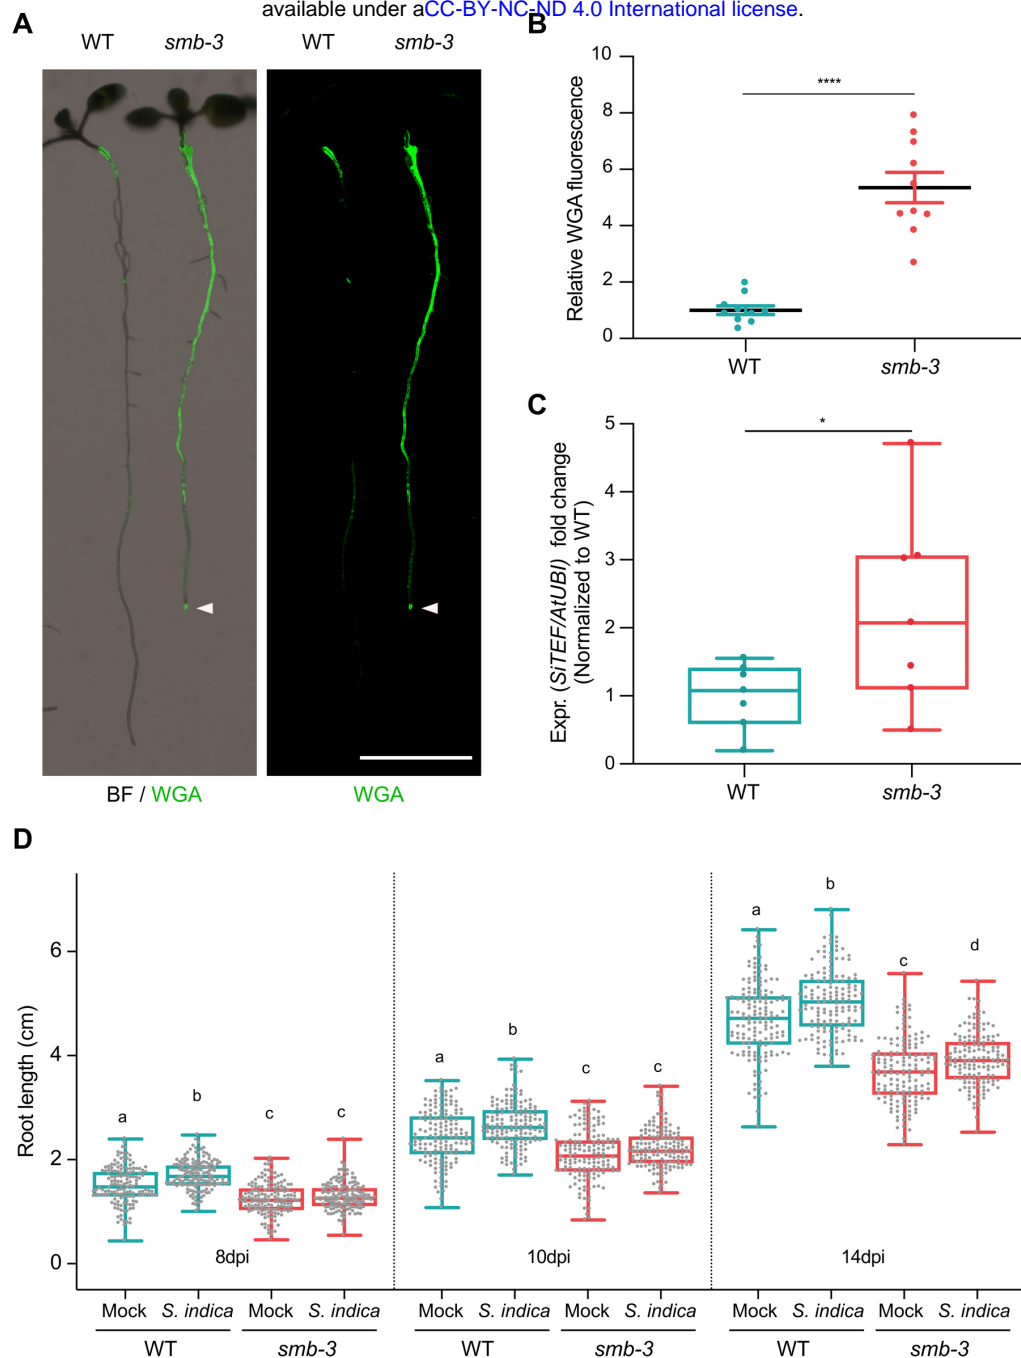 available under aCC-BY-NC-ND 4.0 International license.
A
WT smb-3
WT smb-3
BF / WGA
WGA
B
10
8
6
4
2
0
Relative WGA fluorescence
****
WT smb-3
C
5
4
3
2
1
0
Expr. (SiTEF/AtUBI) fold change
(Normalized to WT)
*
WT smb-3
D
Root length (cm)
6
4
2
0
a b c c
a b c c
a b c d
8dpi 10dpi 14dpi
Mock S. indica Mock S. indica Mock S. indica Mock S. indica Mock S. indica Mock S. indica
WT smb-3 WT smb-3 WT smb-3